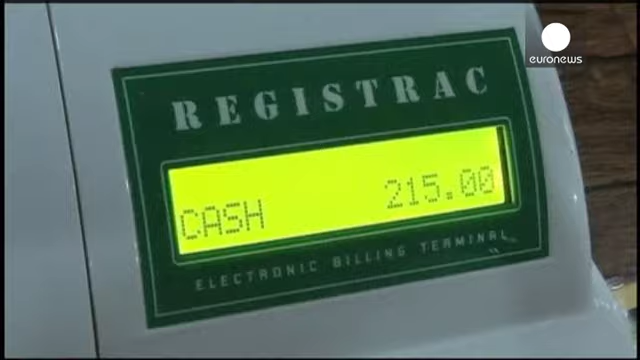 euronews
REGISTRAC
CASH 215.00
ELECTRONIC BILLING TERMINAL